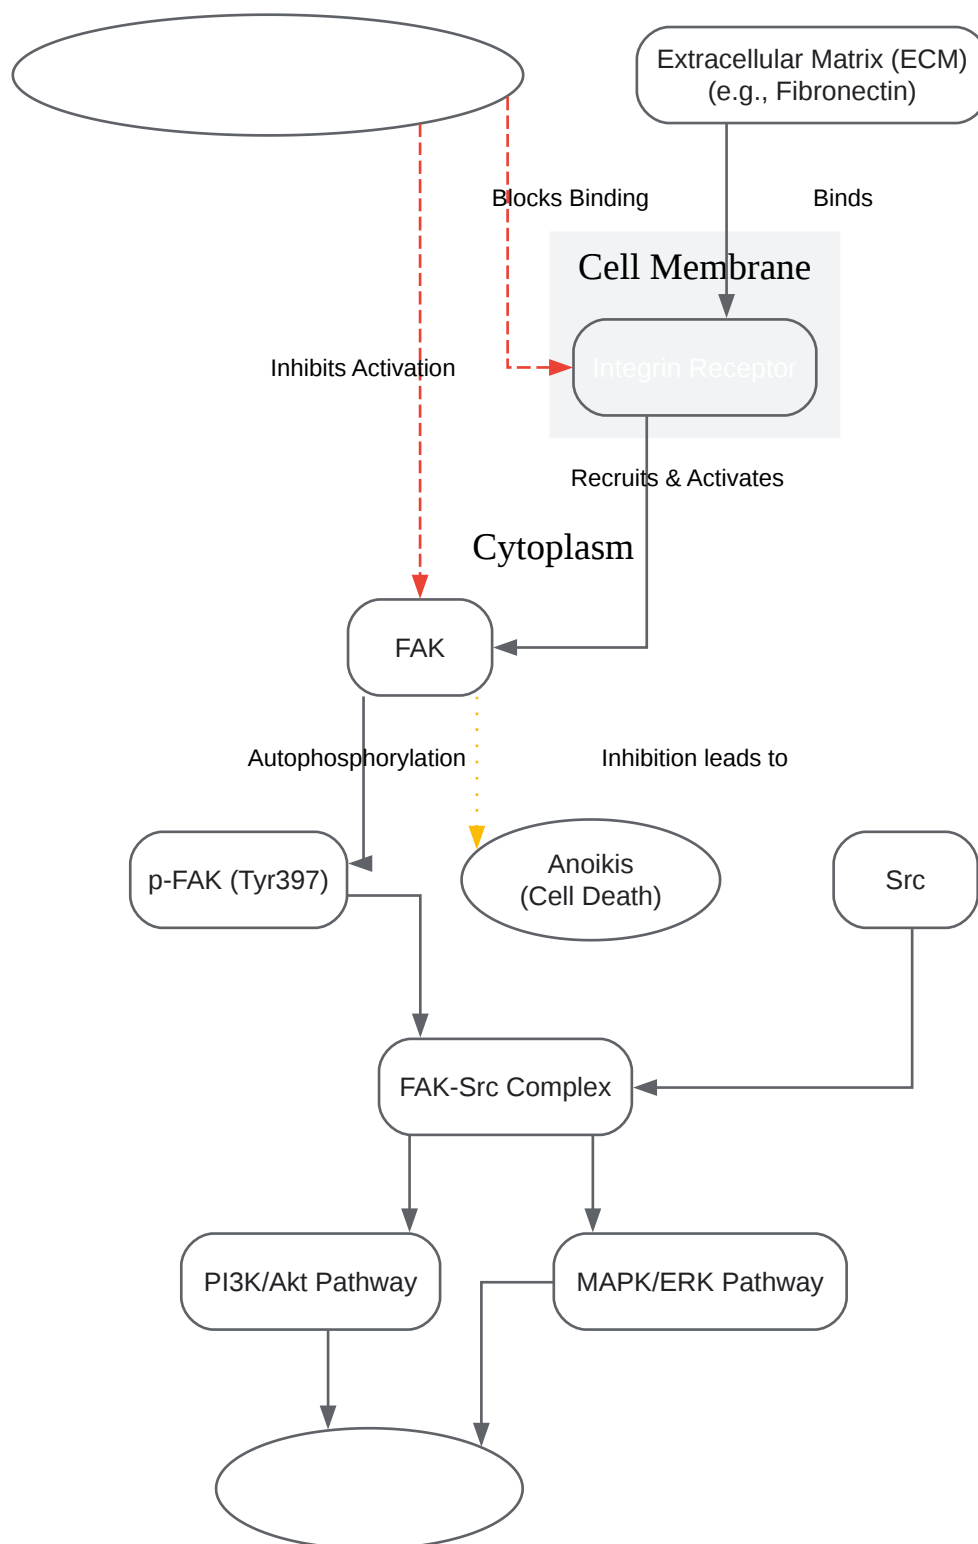 Extracellular Matrix (ECM)
(e.g., Fibronectin)
Blocks Binding
Binds
Cell Membrane
Integrin Receptor
Inhibits Activation
Recruits & Activates
Cytoplasm
FAK
Autophosphorylation
Inhibition leads to
p-FAK (Tyr397)
Anoikis
(Cell Death)
Src
FAK-Src Complex
PI3K/Akt Pathway
MAPK/ERK Pathway